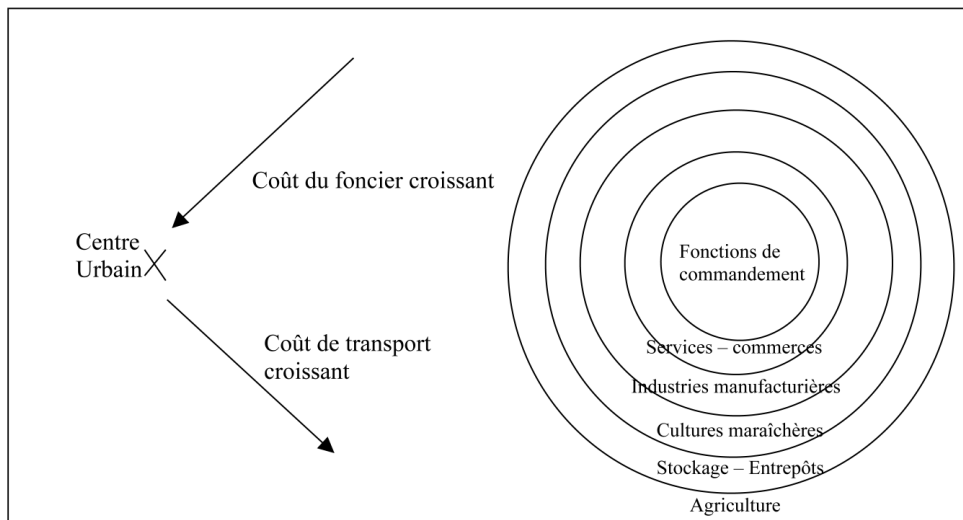 Coût du foncier croissant
Centre
Urbain
Coût de transport
croissant
Fonctions de
commandement
Services – commerces
Industries manufacturières
Cultures maraîchères
Stockage – Entrepôts
Agriculture